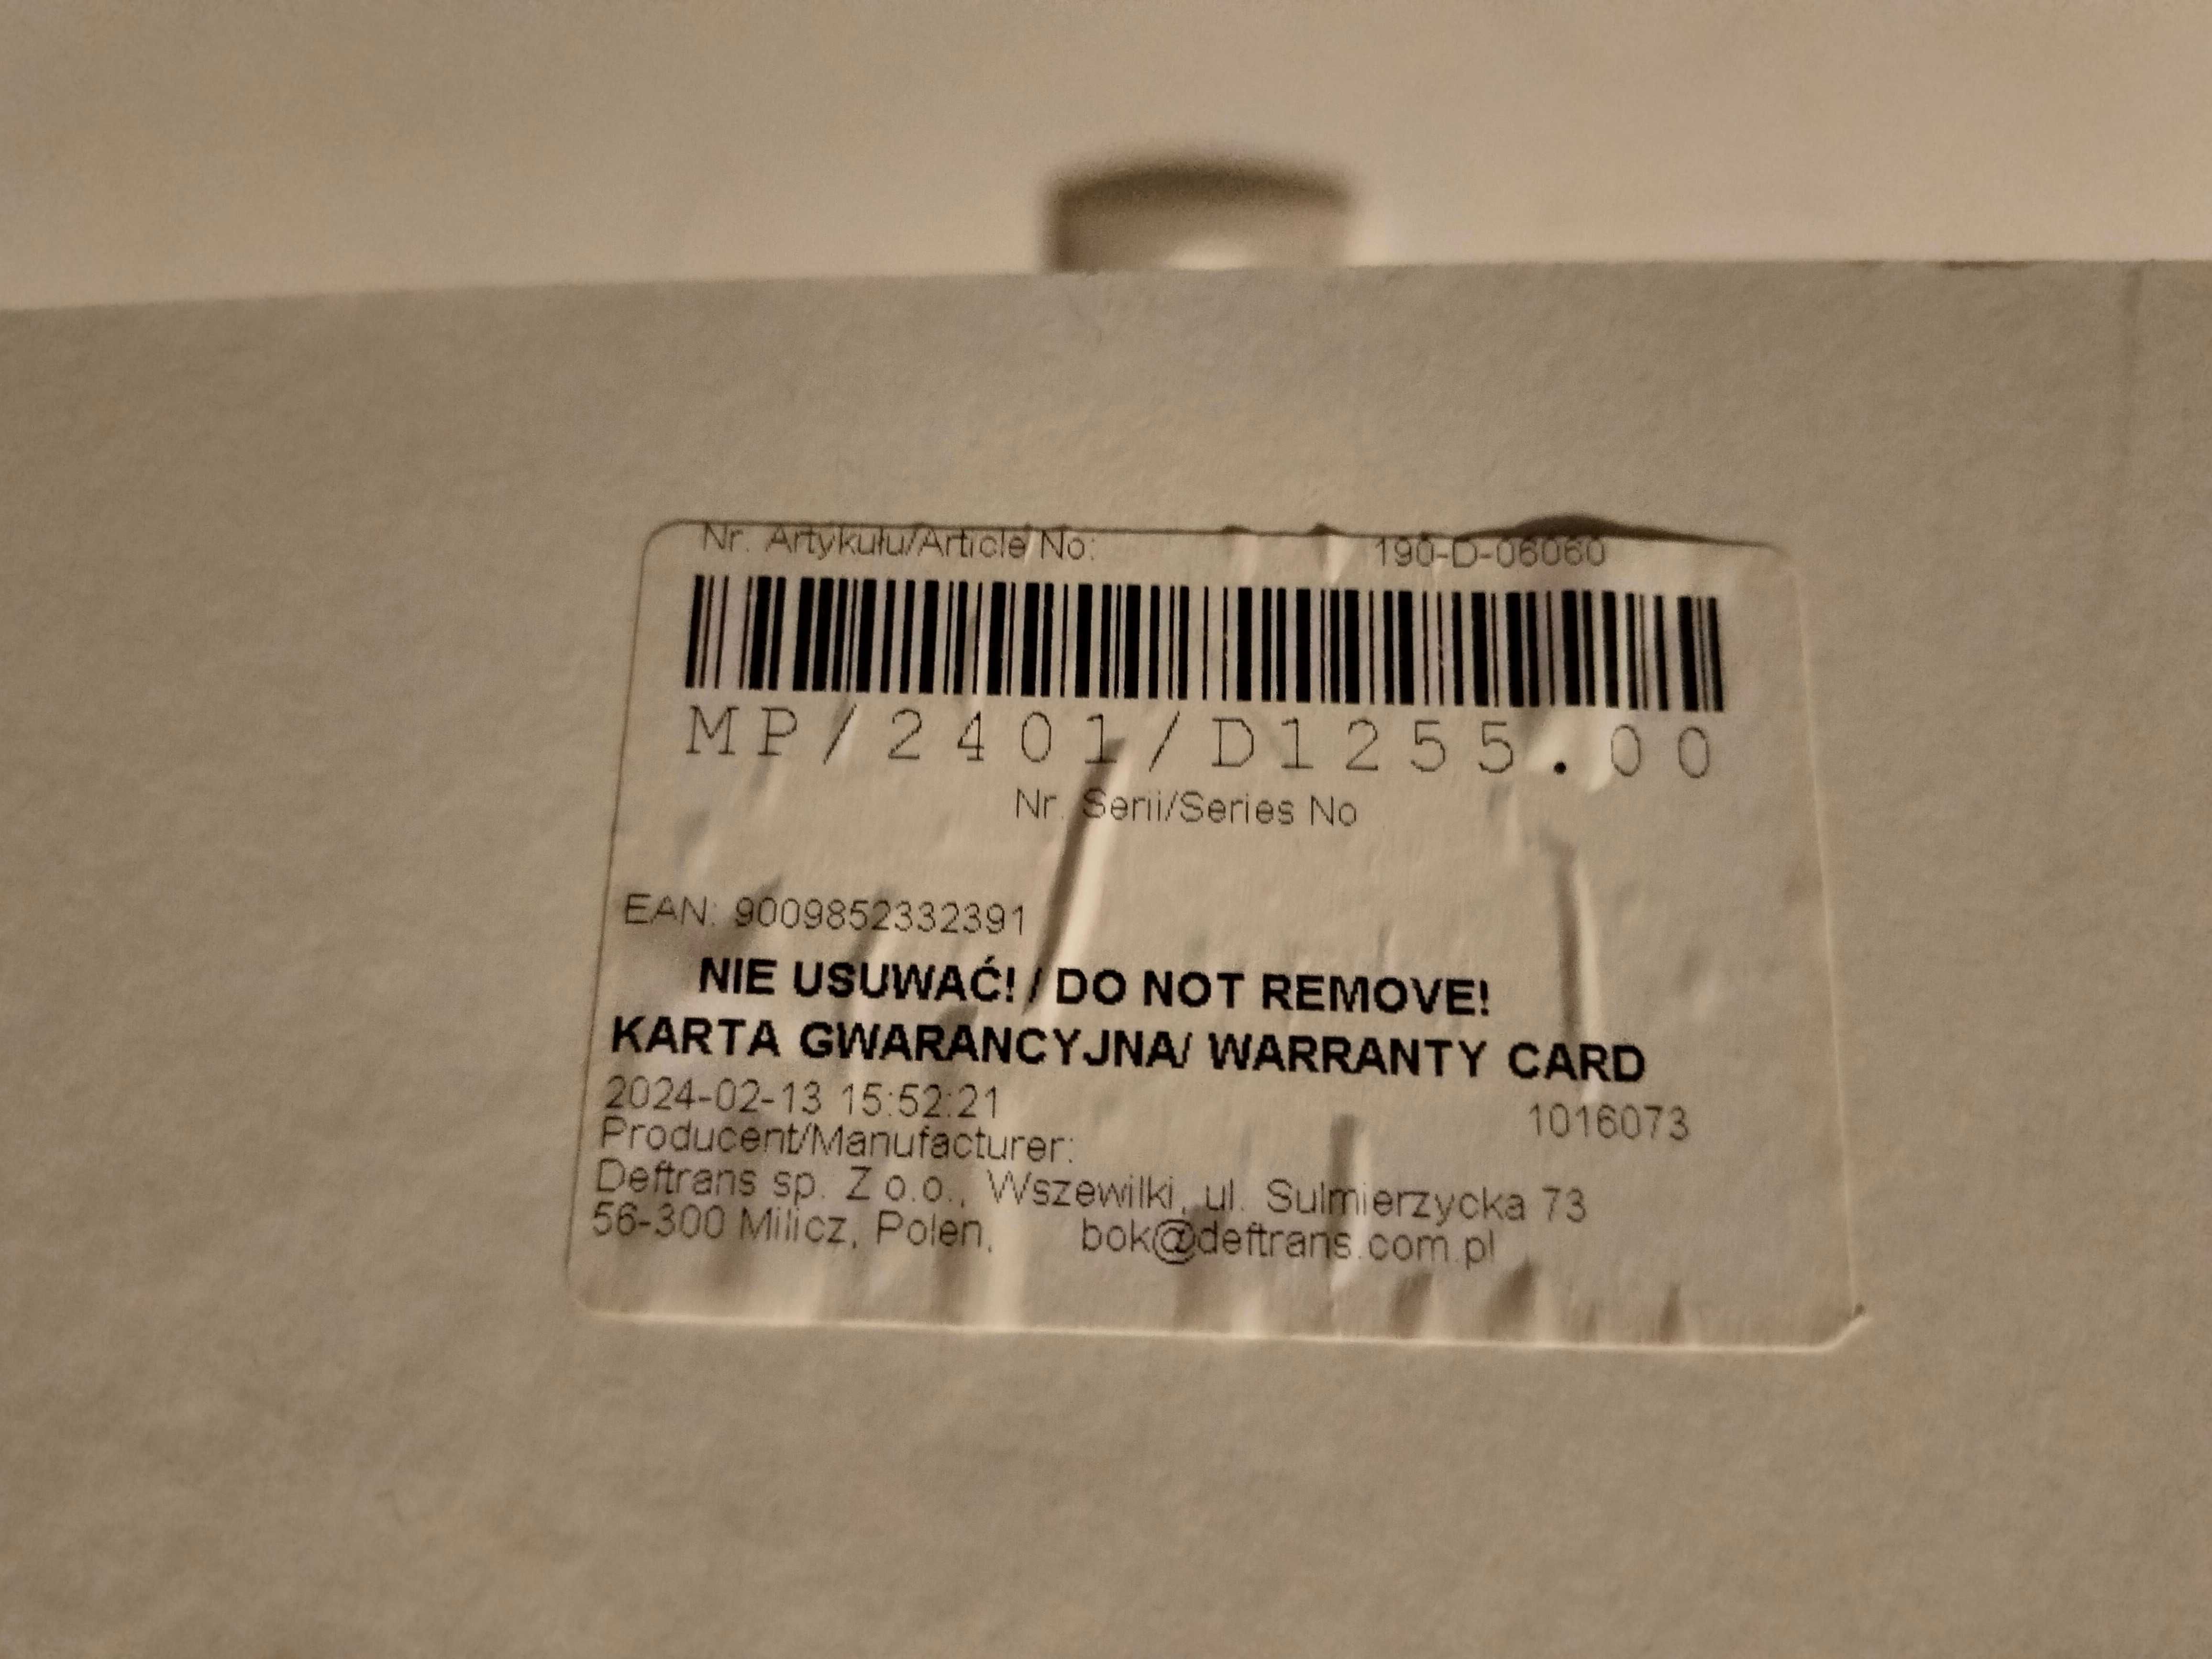 Nr. Artykułu/Article No: 190-D-06060
MP/2401/D1255.00
Nr. Serii/Series No
EAN: 9009852332391
NIE USUWAĆ! / DO NOT REMOVE!
KARTA GWARANCYJNA/ WARRANTY CARD
2024-02-13 15:52:21 1016073
Producent/Manufacturer:
Deftrans sp. Z o.o., Wszewilki, ul. Sulmierzycka 73
56-300 Milicz, Polen, bok@deftrans.com.pl